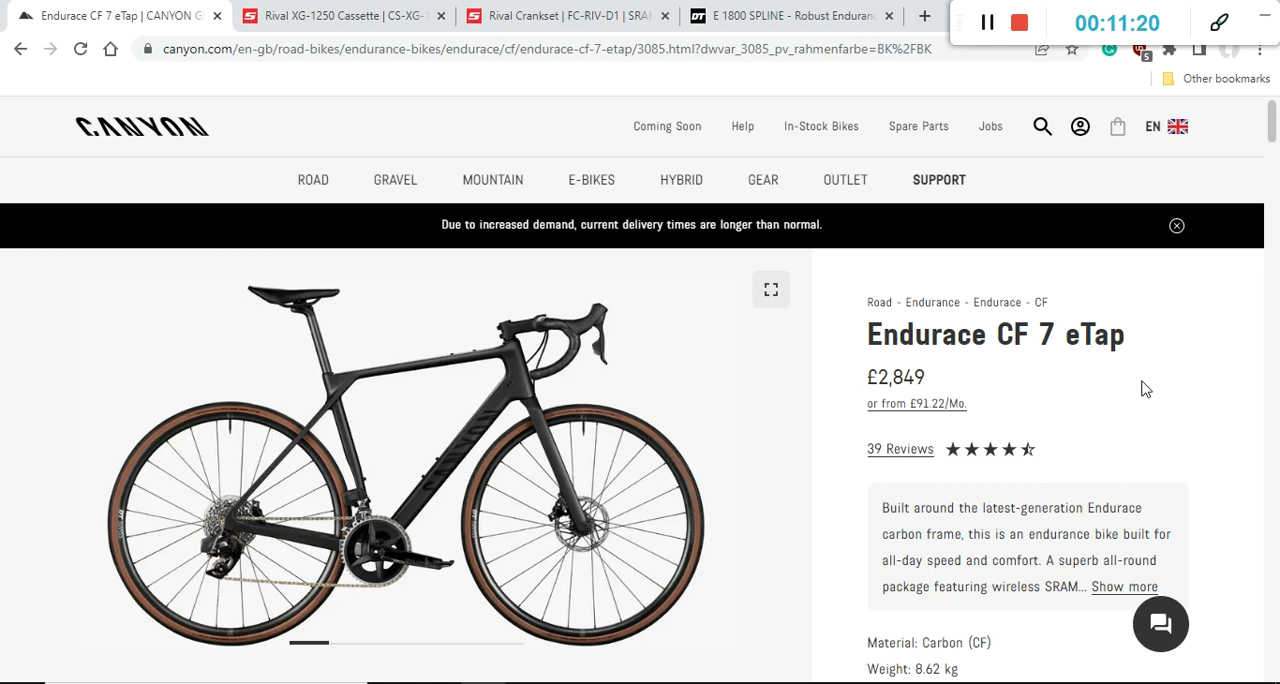 Endurace CF 7 eTap | CANYON G
Rival XG-1250 Cassette | CS-XG-1
Rival Crankset | FC-RIV-D1 | SRA
DT
E 1800 SPLINE - Robust Enduran
00:11:20
canyon.com/en-gb/road-bikes/endurance-bikes/endurace/cf/endurace-cf-7-etap/3085.html?dwvar_3085_pv_rahmenfarbe=BK%2FBK
5
Other bookmarks
CANYON
Coming Soon
Help
In-Stock Bikes
Spare Parts
Jobs
EN
ROAD
GRAVEL
MOUNTAIN
E-BIKES
HYBRID
GEAR
OUTLET
SUPPORT
Due to increased demand, current delivery times are longer than normal.
CANYON
Road - Endurance - Endurace - CF
Endurace CF 7 eTap
£2,849
or from £91.22/Mo.
39 Reviews
Built around the latest-generation Endurace
carbon frame, this is an endurance bike built for
all-day speed and comfort. A superb all-round
package featuring wireless SRAM... Show more
Material: Carbon (CF)
Weight: 8.62 kg